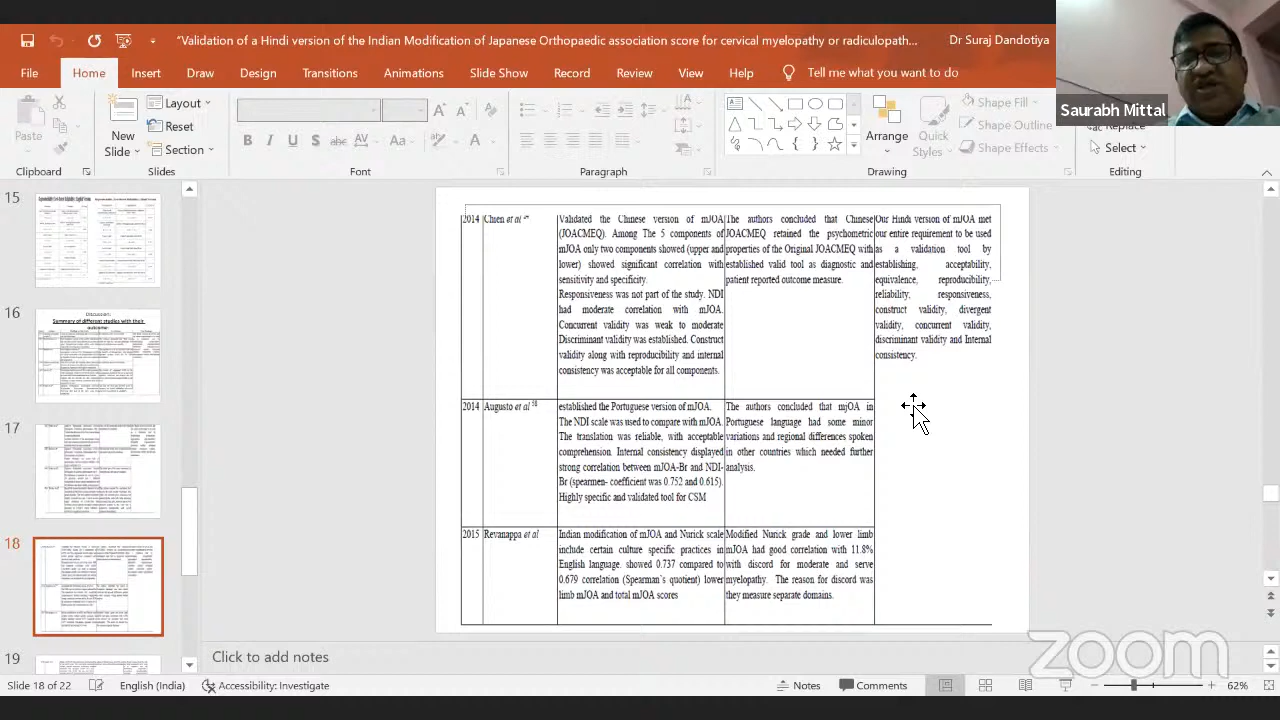 "Validation of a Hindi version of the Indian Modification of Japanese Orthopaedic association score for cervical myelopathy or radiculopath...
Dr Suraj Dandotiya
File
Home
Insert
Draw
Design
Transitions
Animations
Slide Show
Record
Review
View
Help
Tell me what you want to do
Saurabh Mittal
Paste
New
Slide
Layout
Reset
Section
B I U S abc AV Aa A
Arrange
Quick
Styles
Shape Fill
Shape Outline
Shape Effects
Replace
Select
Clipboard
Slides
Font
Paragraph
Drawing
Editing
15
16
Discussion:
Summary of different studies with their
outcome
17
18
19
2014
Validated the Chinese version of mJOA
(JOACMEQ). Among The 5 components of
mJOA only two components showed (upper and
lower) showed significant correlation with
sensitivity and specificity.
Responsiveness was not part of the study. NDI
had moderate correlation with mJOA.
Concurrent validity was weak to moderate
Discriminant validity was established. Construct
validity along with reproducibility and internal
consistency was acceptable for all components.
The authors concluded that Chinese
JOACMEQ retained the psychometric
properties of the original JOACMEQ with
established valid tool as diagnostic and
patient reported outcome measure.
Our Hindi version of mJOA met
our entire requirement to be used
as a validation tool by
establishing acceptability,
equivalence, reproducibility,
reliability, responsiveness,
construct validity, divergent
validity, concurrent validity,
discriminant validity and Internal
consistency.
2014
Augusto et al 58
established the Portuguese version of mJOA.
The NDI scale was used to compare with mJOA.
The translation was reliable, with acceptable
comprehension. Internal consistency displayed
strong correlation between mJOA-Br and NDI-
Br (spearmen- coefficient was 0.752 and 0.615).
Highly specific and validated tool for CSM
The authors concluded that mjOA in
Portuguese language had some minor
variations and ground differences spoken
in other countries which needed further
analysis.
2015
Revanappa et al
Indian modification of mJOA and Nurick scale
include certain culture specific practices in
English language showed 0.737 compared to
0.679 correlation (Spearman's quotient) lower
limb mJOA and total mJOA scores
Modified Nurick grade and lower limb
mJOA had good correlation with 11.8%
with discord in moderate and serve
myelopathy. The reason for discord was
they measure separate domains.
Click to add notes
zoom
Slide 18 of 22
English (India)
Accessibility: Investigate
Notes
Comments
62%